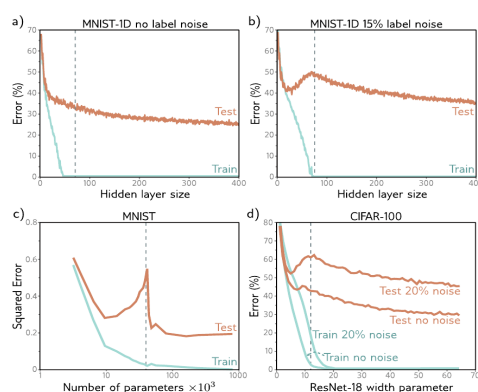 a) MNIST-1D no label noise
70
60
50
40
30
20
10
0
Error (%)
Test
Train
0 100 200 300 400
Hidden layer size
b) MNIST-1D 15% label noise
70
60
50
40
30
20
10
0
Error (%)
Test
Train
0 100 200 300 400
Hidden layer size
c) MNIST
0.8
0.6
0.4
0.2
0
Squared Error
Test
Train
1 10 100 1000
Number of parameters ×10³
d) CIFAR-100
80
70
60
50
40
30
20
10
0
Error (%)
Test 20% noise
Test no noise
Train 20% noise
Train no noise
0 10 20 30 40 50 60 70
ResNet-18 width parameter